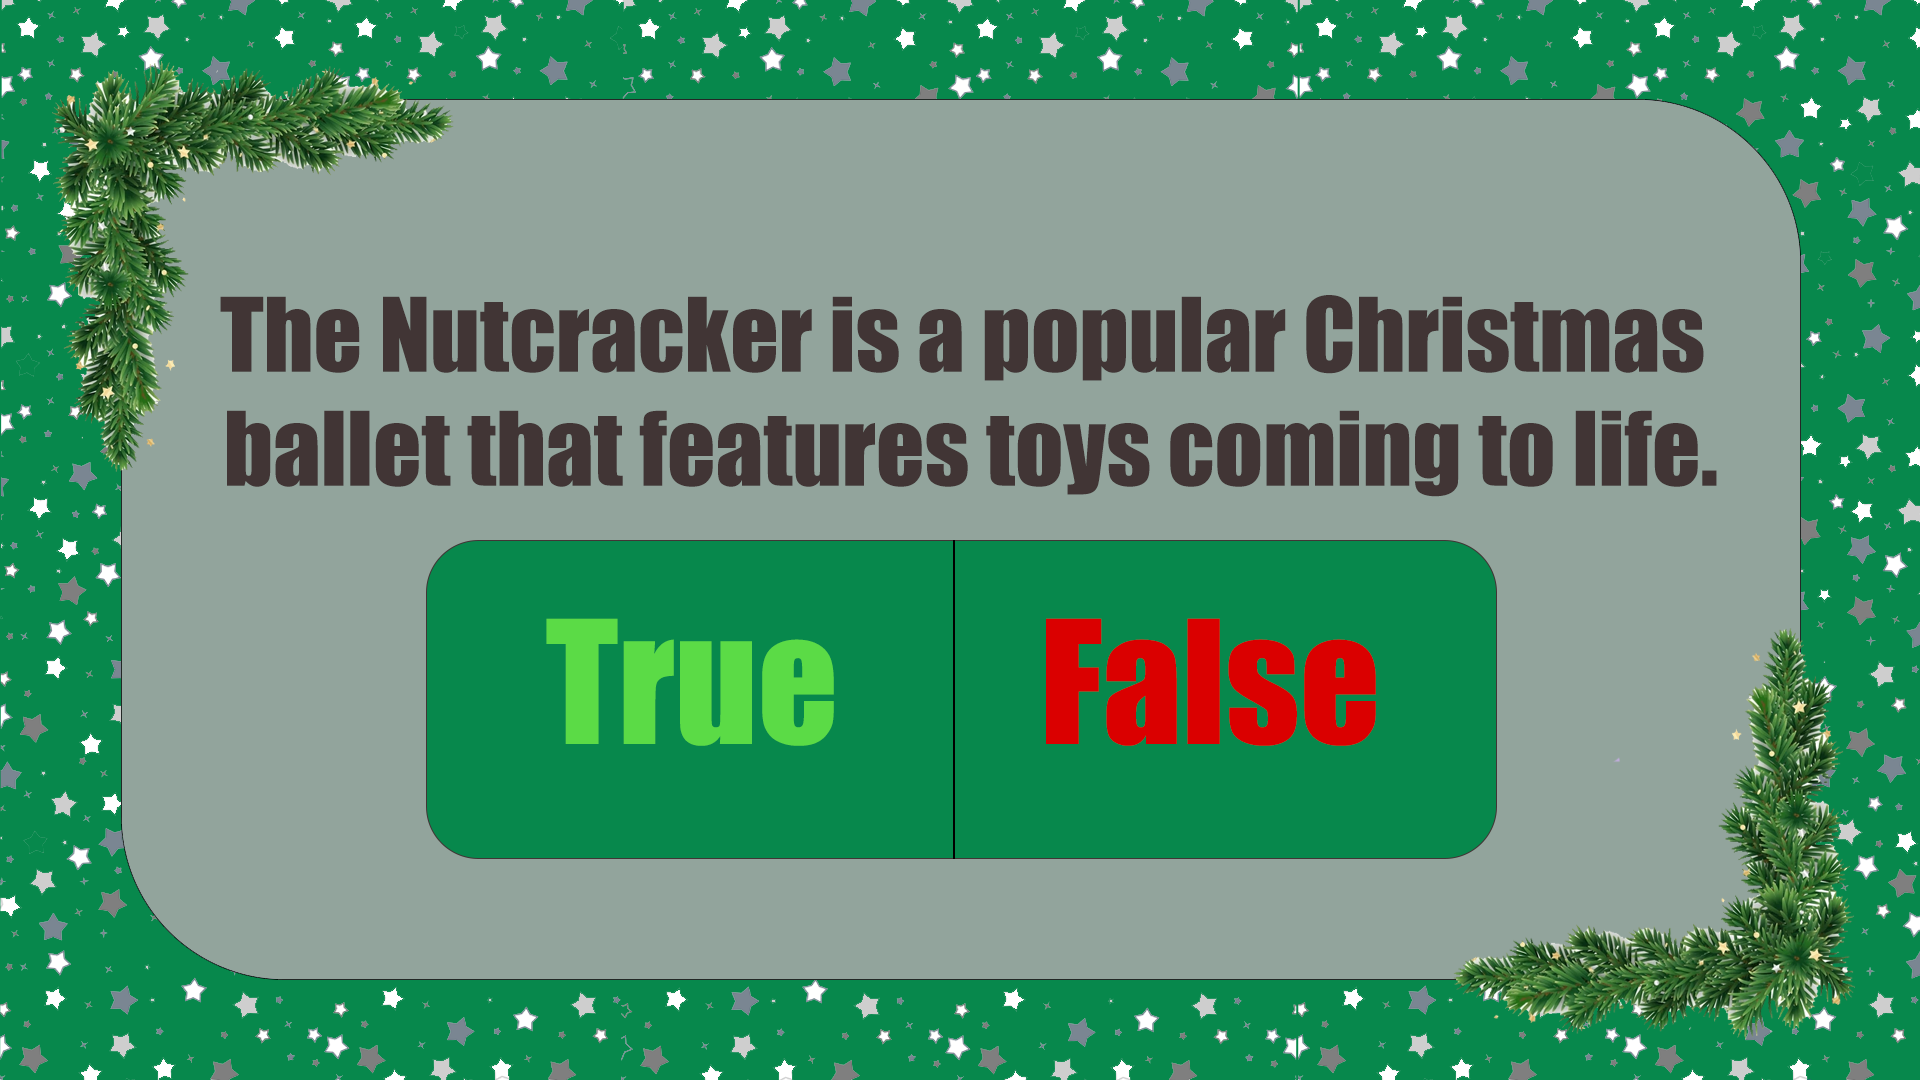 The Nutcracker is a popular Christmas
ballet that features toys coming to life.
True False